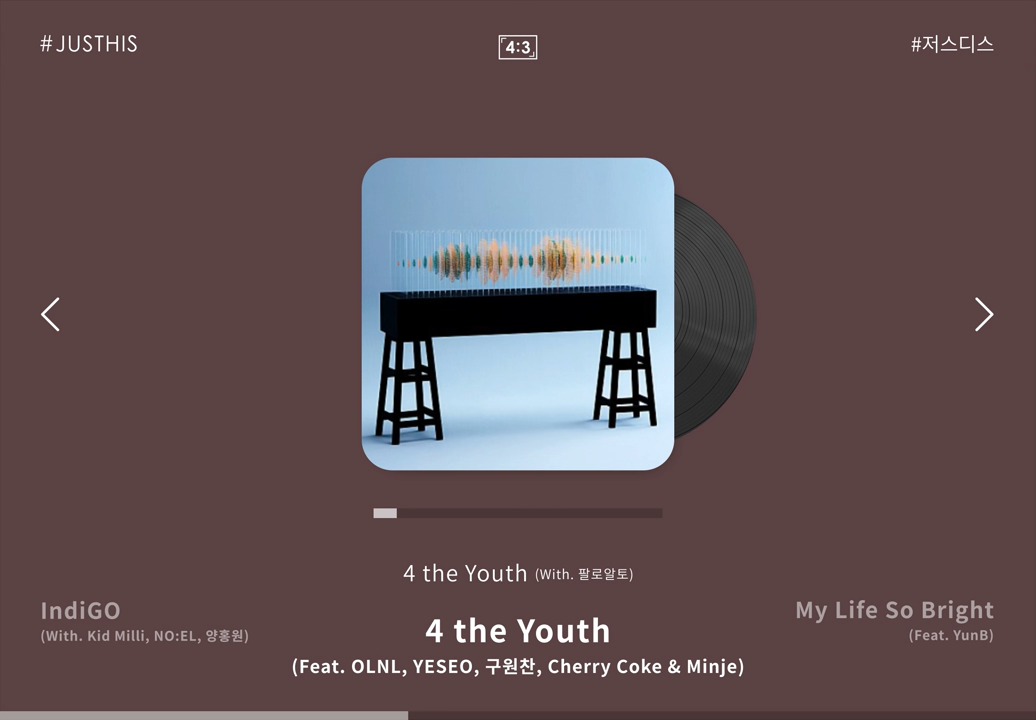 #JUSTHIS
4:3
#저스디스
4 the Youth (With. 팔로알토)
IndiGO
(With. Kid Milli, NO:EL, 양홍원)
4 the Youth
(Feat. OLNL, YESEO, 구원찬, Cherry Coke & Minje)
My Life So Bright
(Feat. YunB)